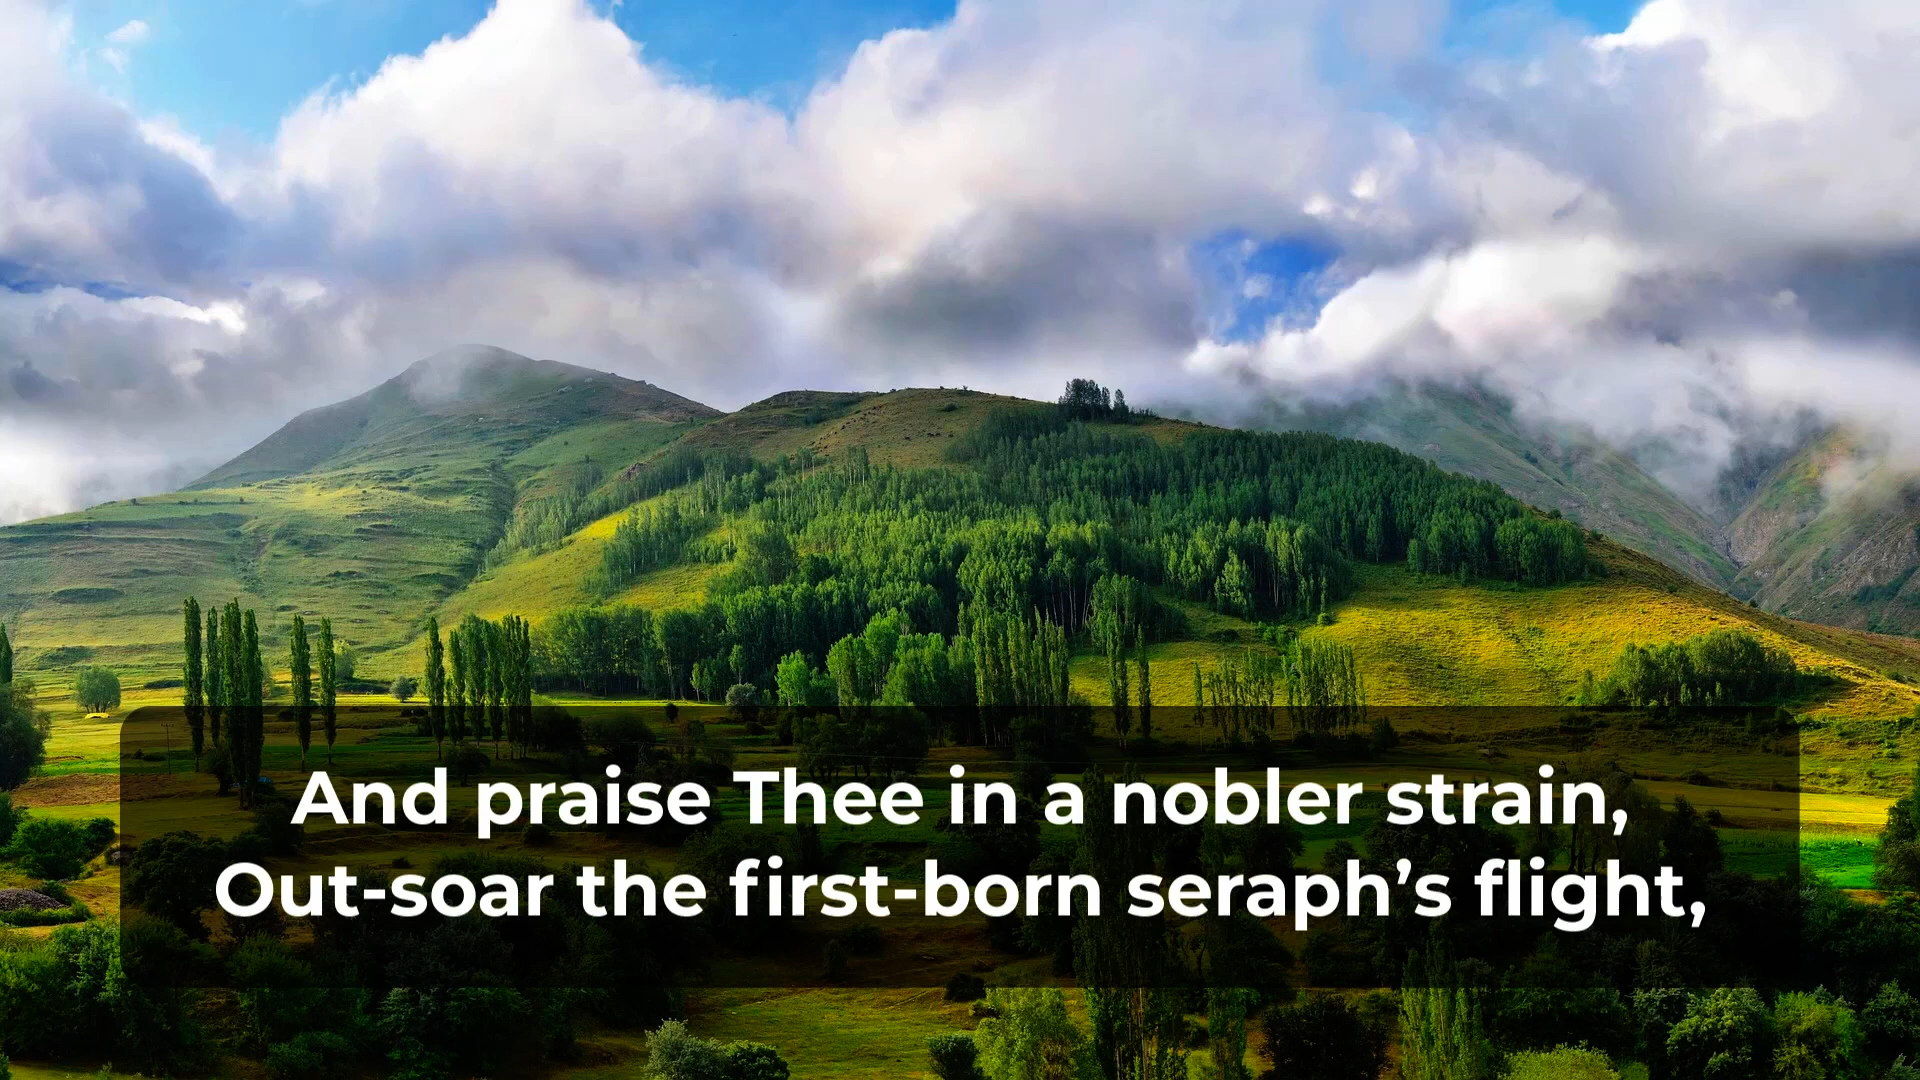 And praise Thee in a nobler strain,
Out-soar the first-born seraph’s flight,